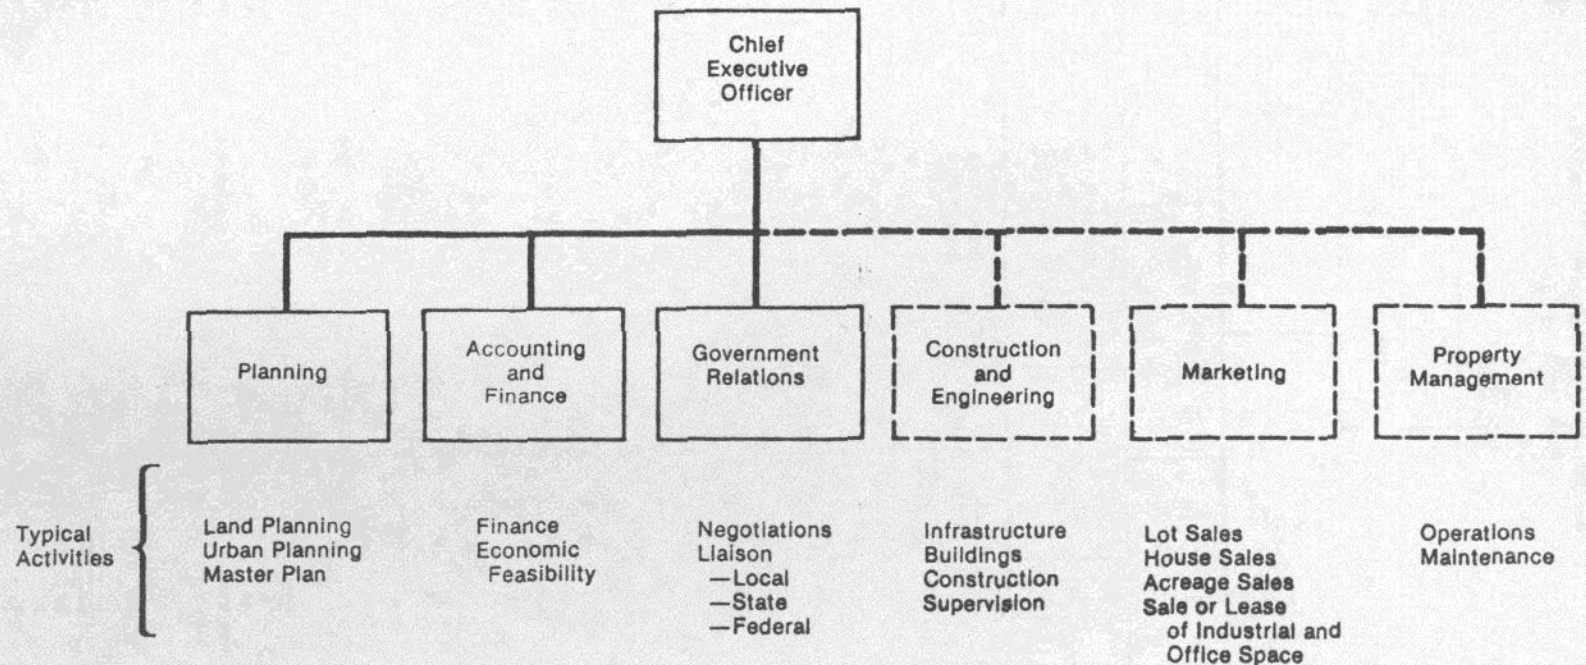 Chief
Executive
Officer
Planning
Accounting
and
Finance
Government
Relations
Construction
and
Engineering
Marketing
Property
Management
Typical
Activities
Land Planning
Urban Planning
Master Plan
Finance
Economic
Feasibility
Negotiations
Liaison
—Local
—State
—Federal
Infrastructure
Buildings
Construction
Supervision
Lot Sales
House Sales
Acreage Sales
Sale or Lease
of Industrial and
Office Space
Operations
Maintenance